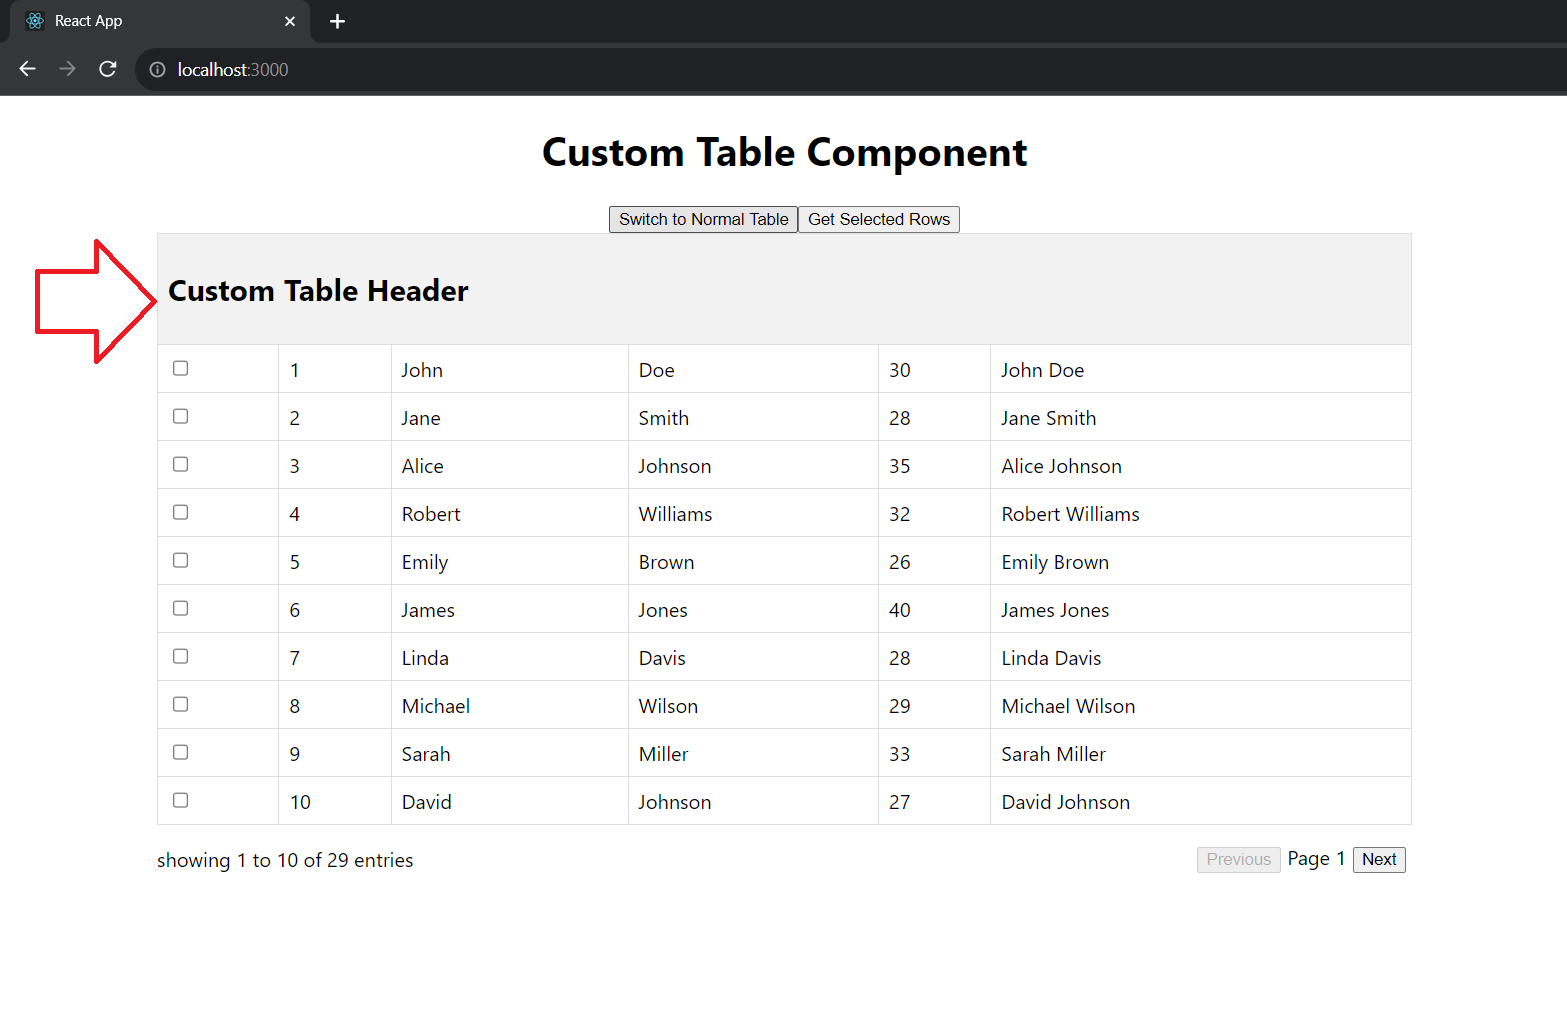 React App
localhost:3000
Custom Table Component
Switch to Normal Table Get Selected Rows
Custom Table Header
1 John Doe 30 John Doe
2 Jane Smith 28 Jane Smith
3 Alice Johnson 35 Alice Johnson
4 Robert Williams 32 Robert Williams
5 Emily Brown 26 Emily Brown
6 James Jones 40 James Jones
7 Linda Davis 28 Linda Davis
8 Michael Wilson 29 Michael Wilson
9 Sarah Miller 33 Sarah Miller
10 David Johnson 27 David Johnson
showing 1 to 10 of 29 entries Previous Page 1 Next